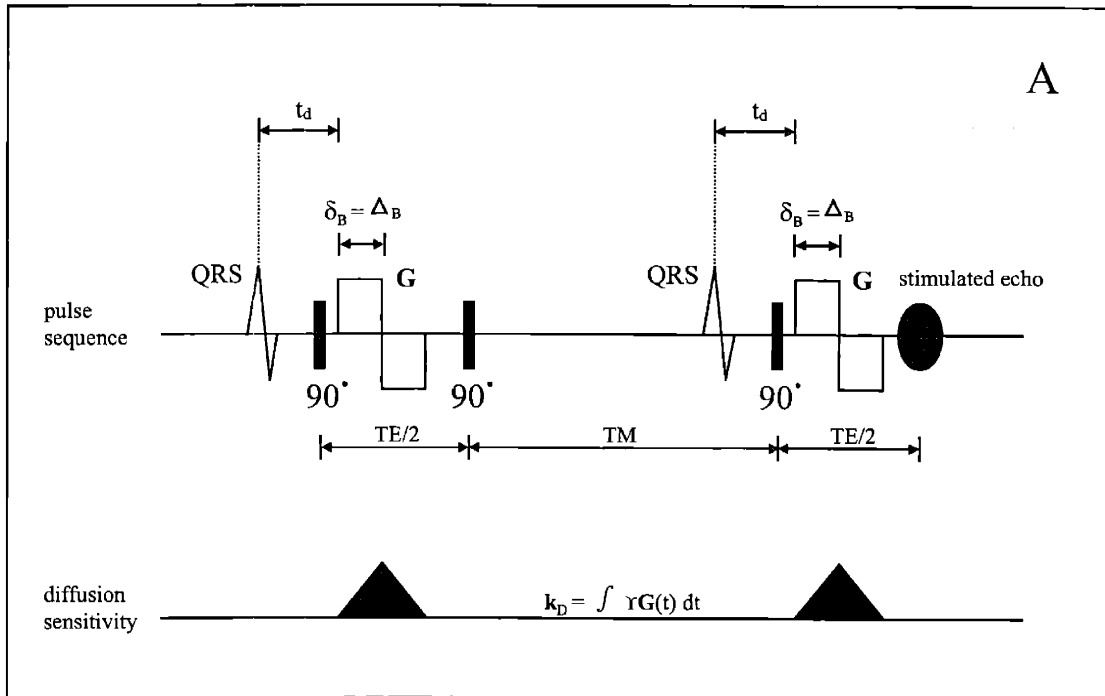 A
t_d t_d
δ_B = Δ_B δ_B = Δ_B
QRS G QRS G stimulated echo
pulse
sequence
90° 90° 90°
TE/2 TM TE/2
diffusion
sensitivity
k_D = ∫ ϒG(t) dt